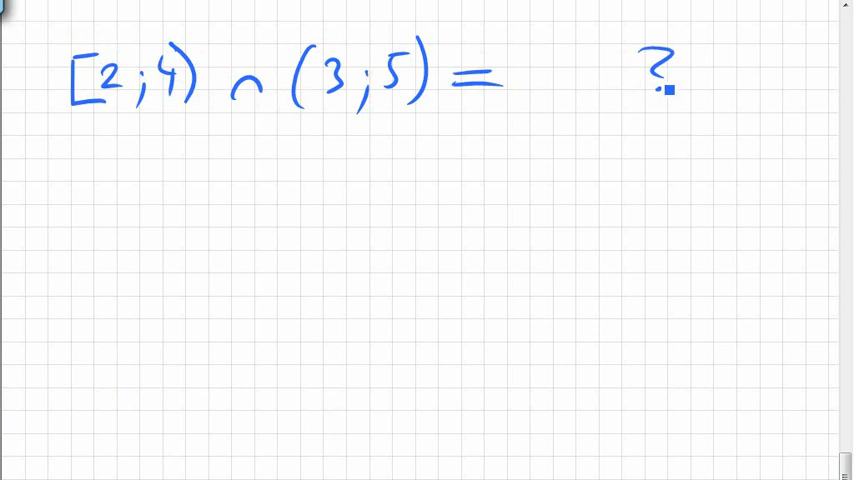 [2;4) ∩ (3;5) = ?